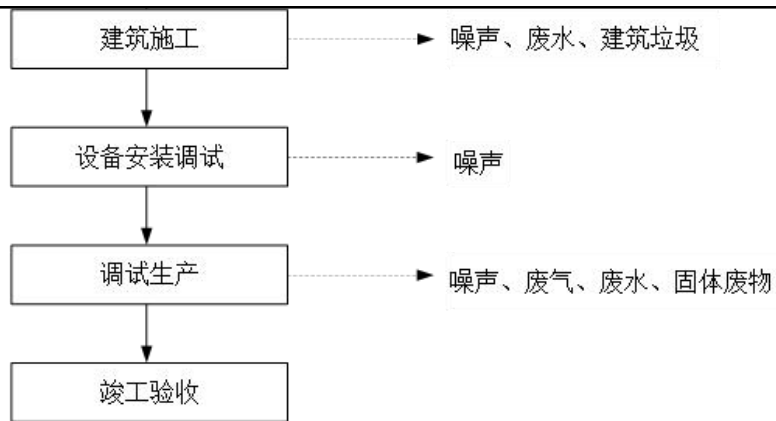 建筑施工
噪声、废水、建筑垃圾
设备安装调试
噪声
调试生产
噪声、废气、废水、固体废物
竣工验收